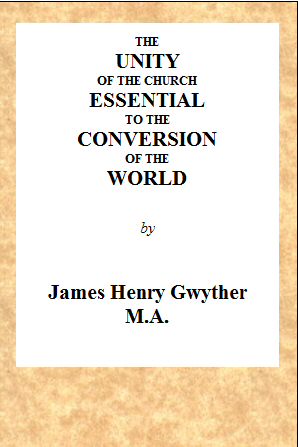 THE
UNITY
OF THE CHURCH
ESSENTIAL
TO THE
CONVERSION
OF THE
WORLD
by
James Henry Gwyther
M.A.